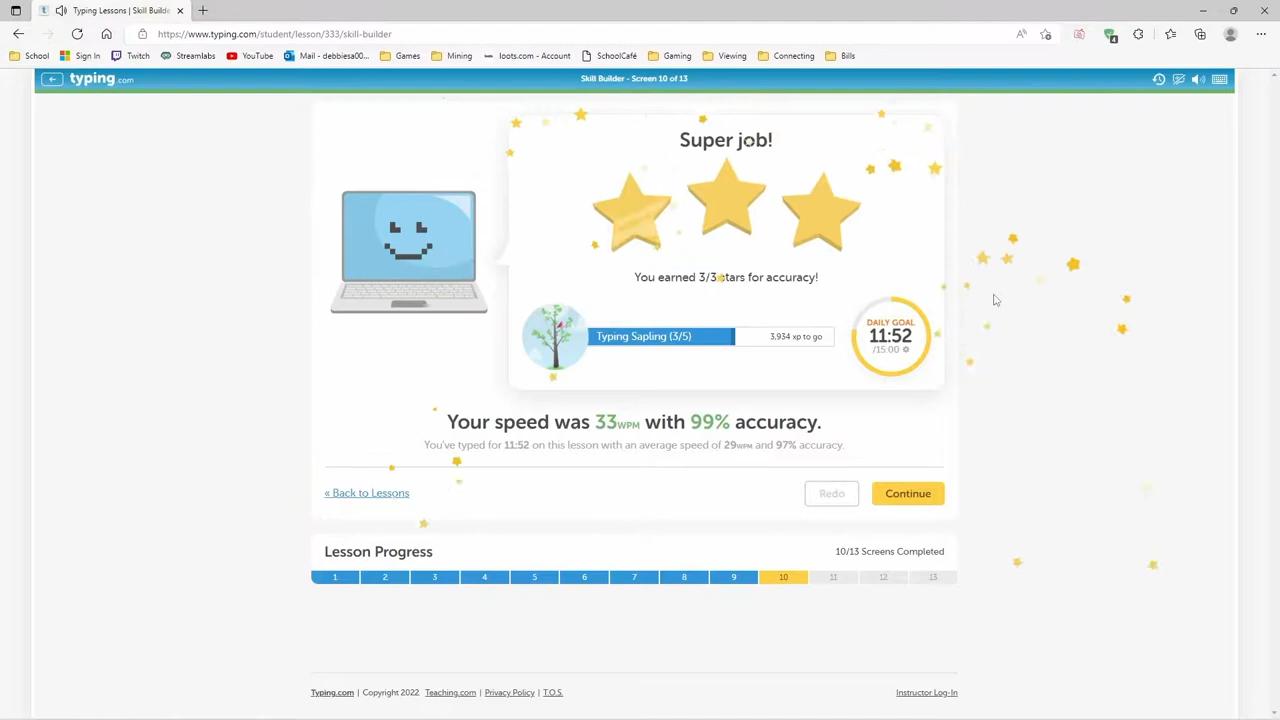 Typing Lessons | Skill Builde
https://www.typing.com/student/lesson/333/skill-builder
School Sign In Twitch Streamlabs YouTube Mail - debbiesa00... Games Mining loots.com - Account SchoolCafé Gaming Viewing Connecting Bills
typing.com
Skill Builder - Screen 10 of 13
Super job!
You earned 3/3 stars for accuracy!
Typing Sapling (3/5)
3,934 xp to go
DAILY GOAL
11:52
/15:00
Your speed was 33WPM with 99% accuracy.
You've typed for 11:52 on this lesson with an average speed of 29WPM and 97% accuracy.
« Back to Lessons
Redo
Continue
Lesson Progress
10/13 Screens Completed
1 2 3 4 5 6 7 8 9 10 11 12 13
Typing.com | Copyright 2022 Teaching.com | Privacy Policy | T.O.S.
Instructor Log-In